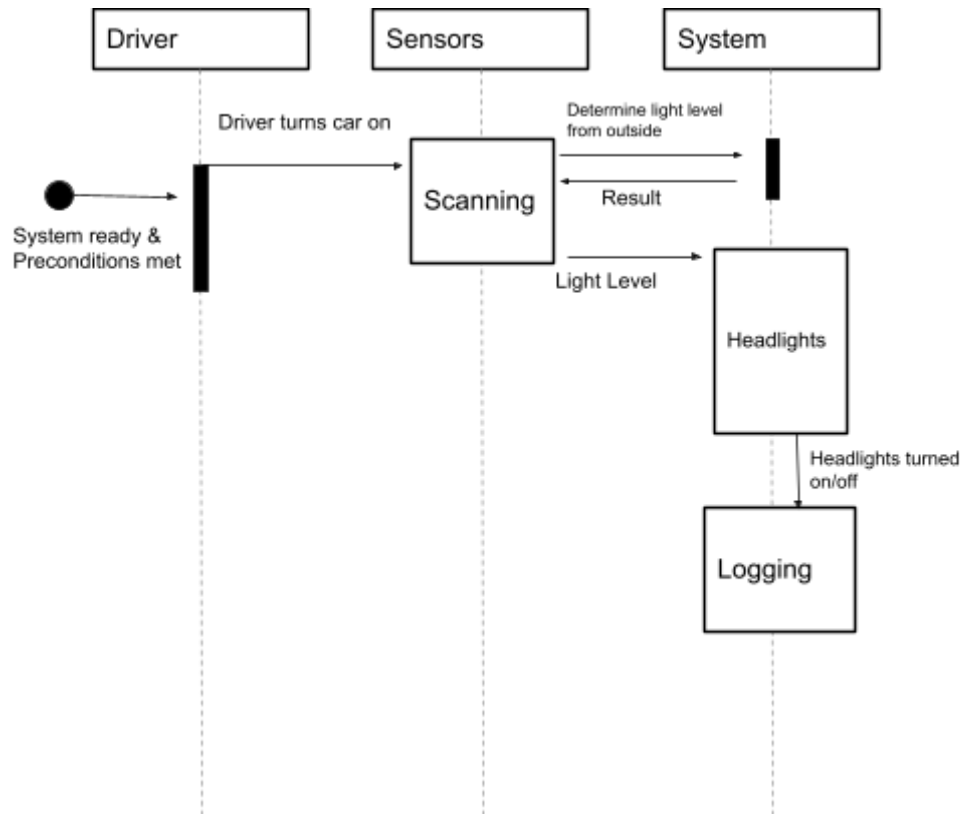 Driver
Sensors
System
Driver turns car on
Determine light level
from outside
Scanning
Result
System ready &
Preconditions met
Light Level
Headlights
Headlights turned
on/off
Logging